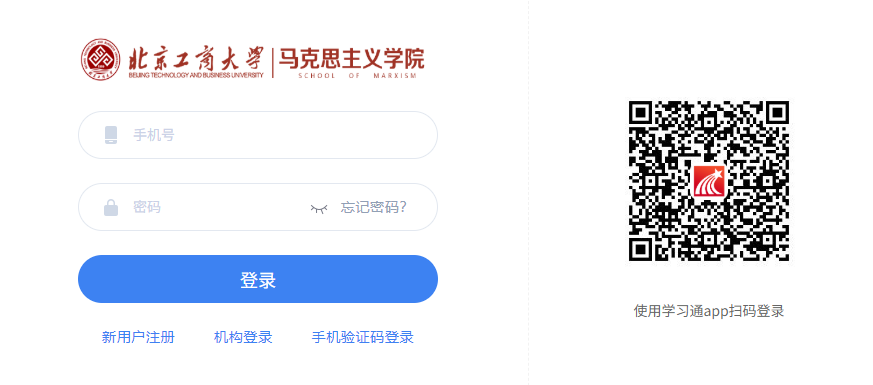 北京工商大学 马克思主义学院
BEIJING TECHNOLOGY AND BUSINESS UNIVERSITY SCHOOL OF MARXISM
手机号
密码 忘记密码?
登录
新用户注册 机构登录 手机验证码登录
使用学习通app扫码登录